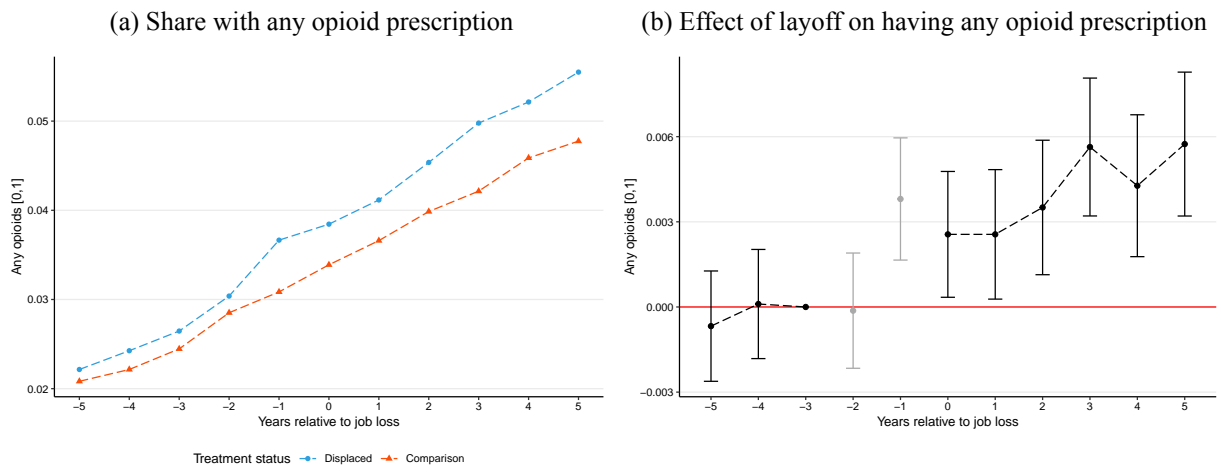 (a) Share with any opioid prescription
Any opioids [0,1]
0.05
0.04
0.03
0.02
−5 −4 −3 −2 −1 0 1 2 3 4 5
Years relative to job loss
Treatment status Displaced Comparison
(b) Effect of layoff on having any opioid prescription
Any opioids [0,1]
0.006
0.003
0.000
−0.003
−5 −4 −3 −2 −1 0 1 2 3 4 5
Years relative to job loss